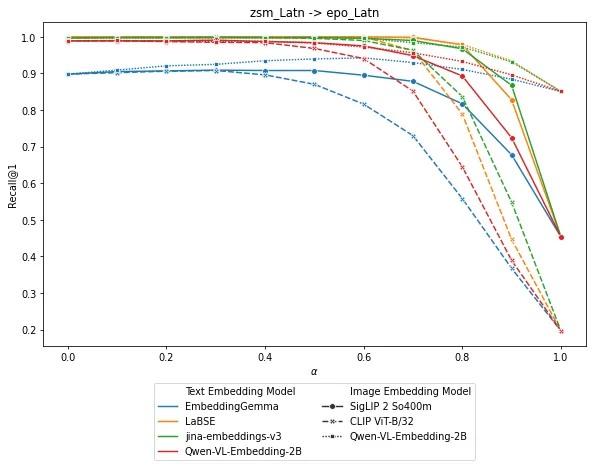 zsm_Latn -> epo_Latn
Recall@1
1.0
0.9
0.8
0.7
0.6
0.5
0.4
0.3
0.2
0.0 0.2 0.4 0.6 0.8 1.0
α
Text Embedding Model Image Embedding Model
EmbeddingGemma SigLIP 2 So400m
LaBSE CLIP ViT-B/32
jina-embeddings-v3 Qwen-VL-Embedding-2B
Qwen-VL-Embedding-2B